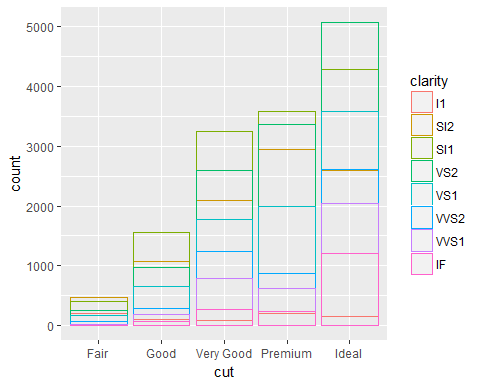 5000
4000
3000
2000
1000
0
count
Fair Good Very Good Premium Ideal
cut
clarity
I1
SI2
SI1
VS2
VS1
VVS2
VVS1
IF